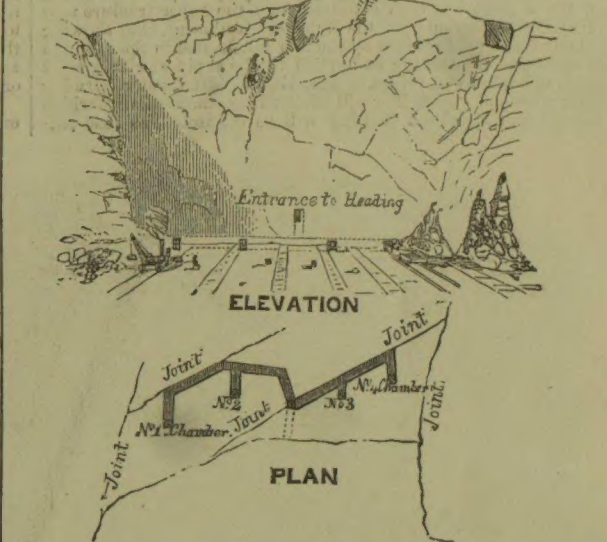 Entrance to Heading
ELEVATION
Joint
Joint
No 4 Chamber
No 2
No 3
No 1 Chamber
Joint
Joint
Joint
PLAN